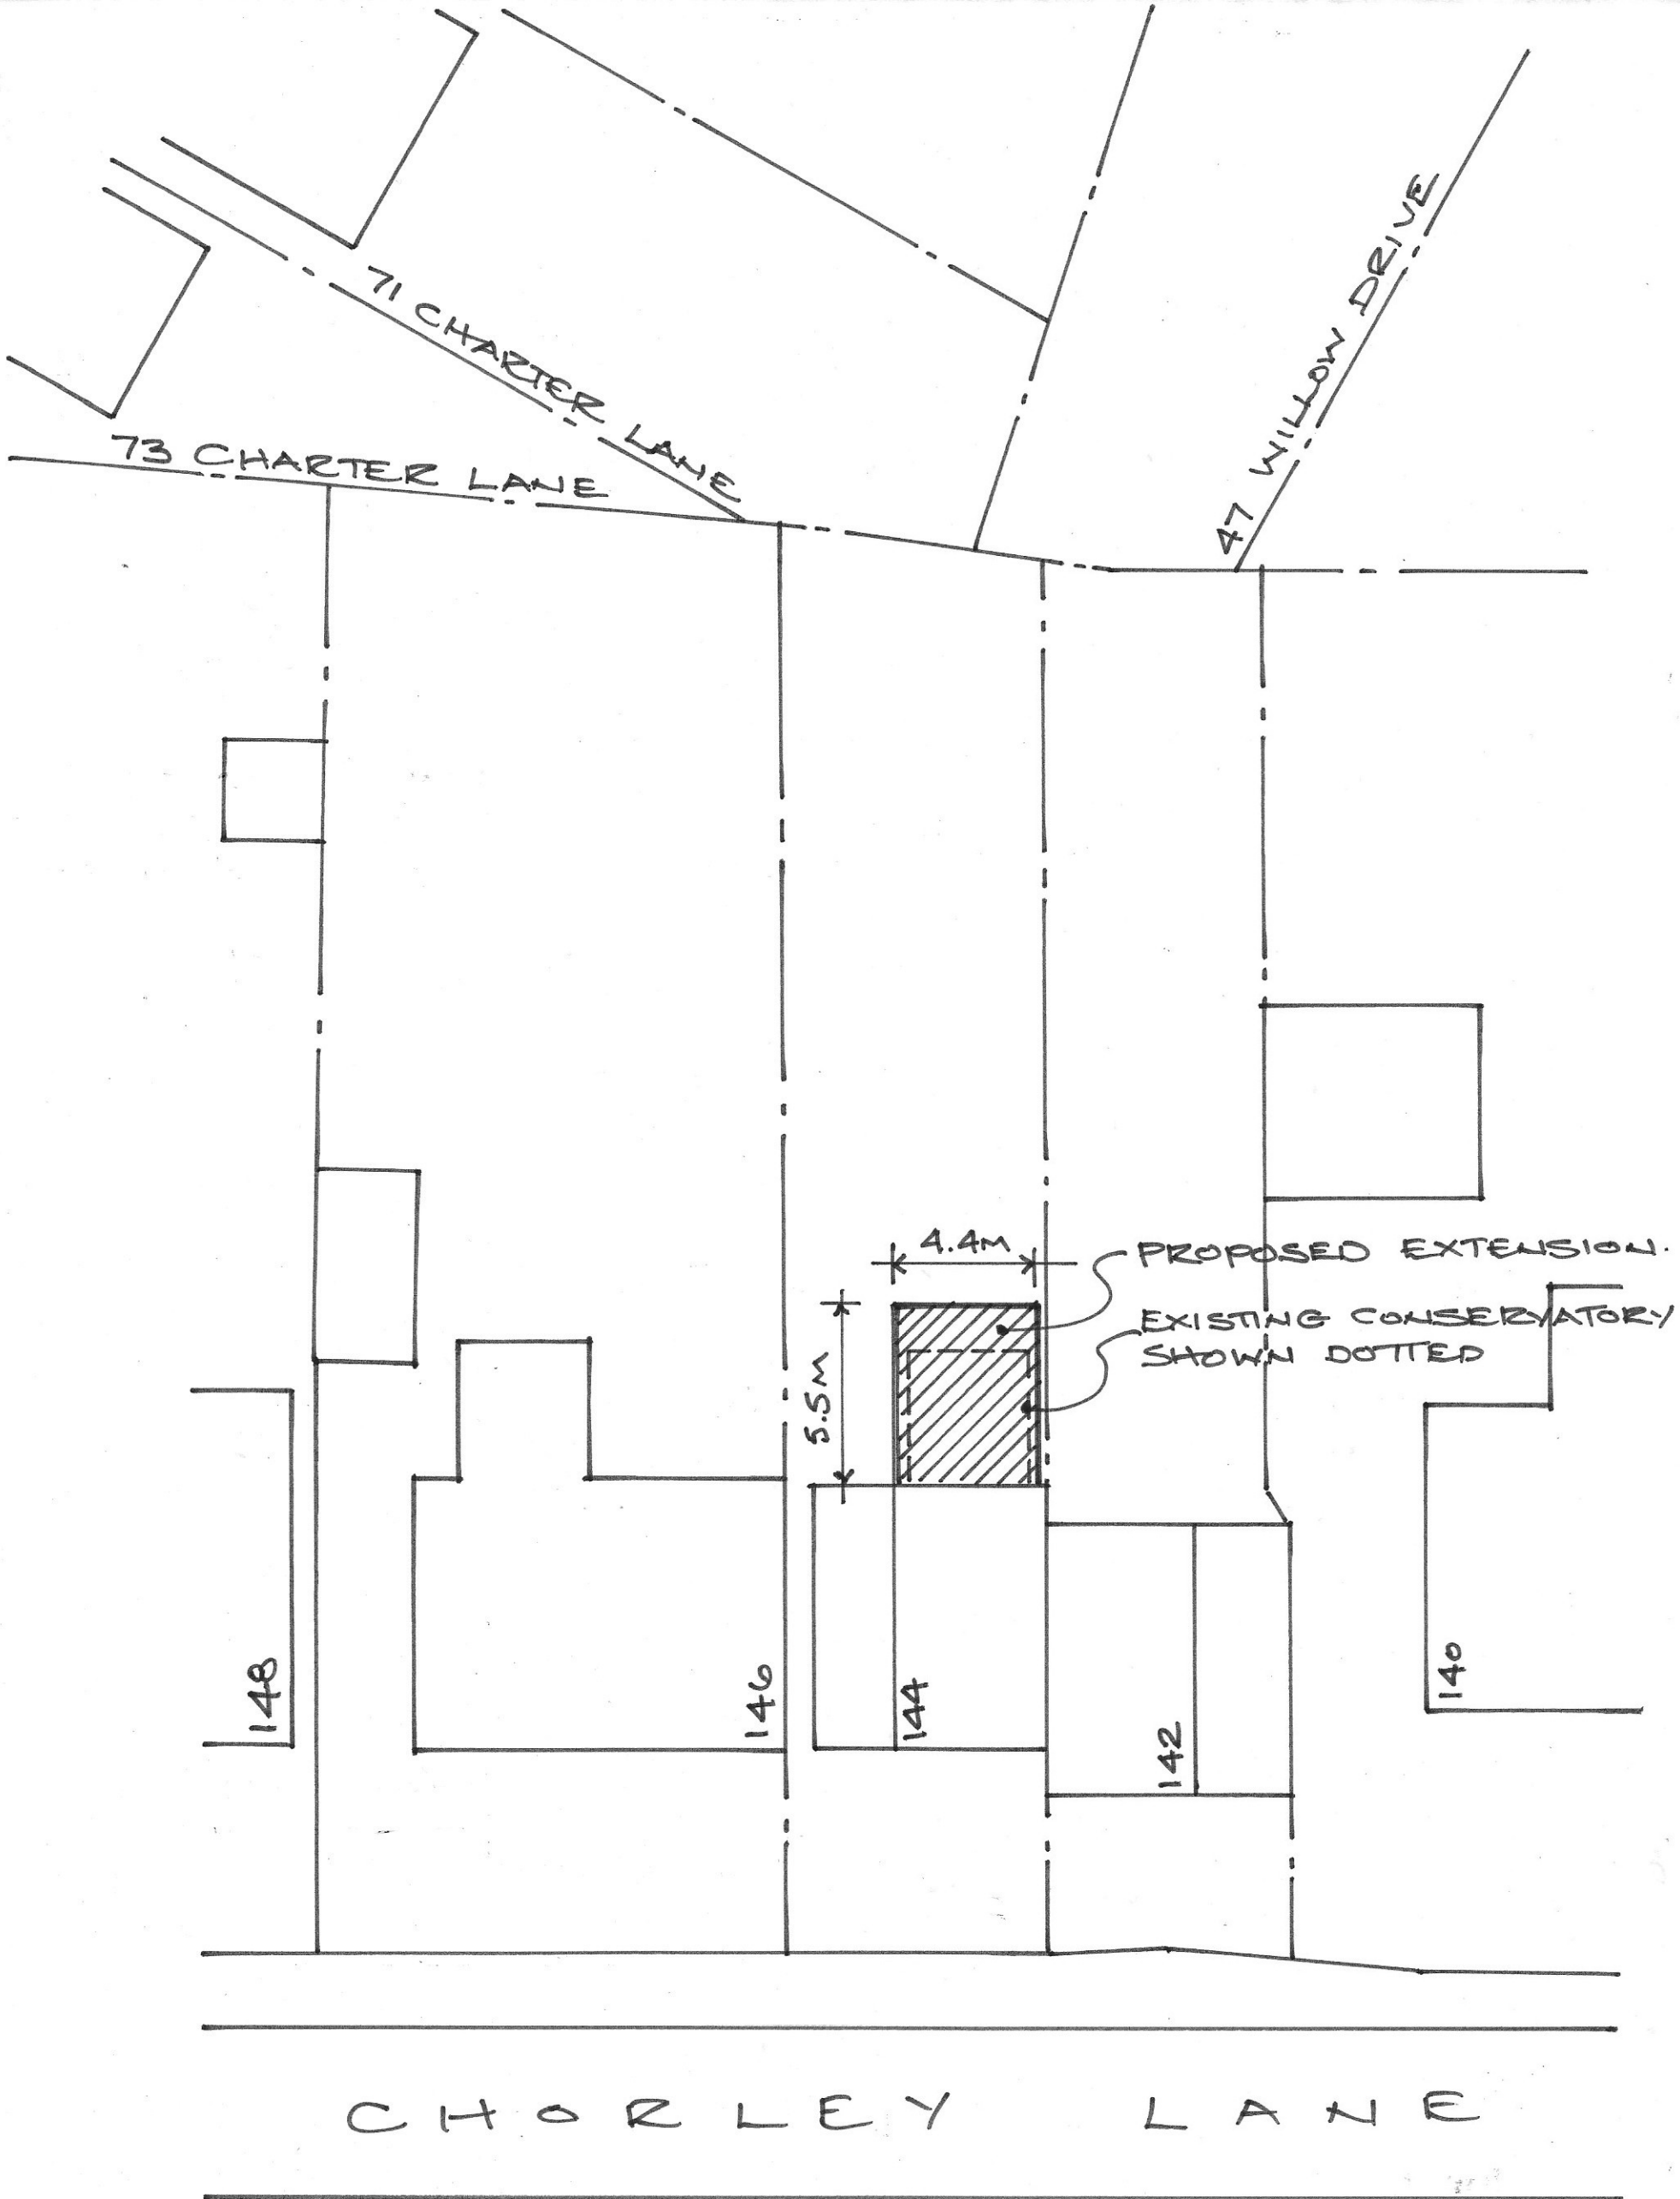 71 CHARTER LANE
73 CHARTER LANE
47 WILLOW DRIVE
4.4M
PROPOSED EXTENSION.
EXISTING CONSERVATORY
SHOWN DOTTED
5.5M
148
146
144
142
140
CHORLEY LANE